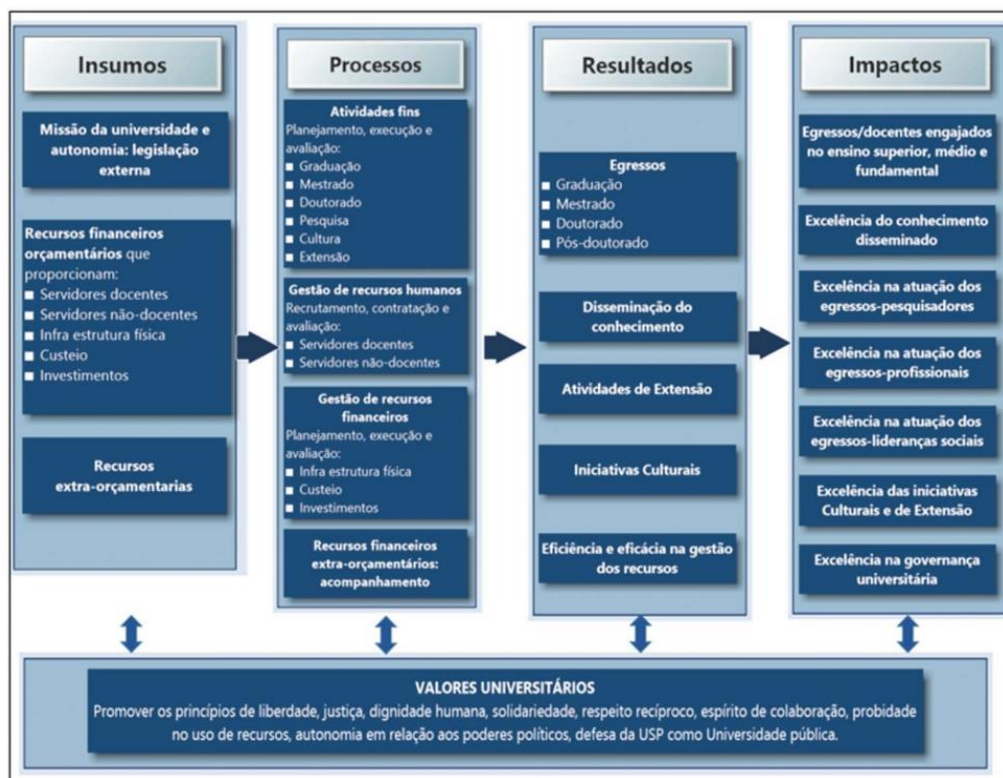 Insumos
Missão da universidade e
autonomia: legislação
externa
Recursos financeiros
orçamentários que
proporcionam:
■ Servidores docentes
■ Servidores não-docentes
■ Infra estrutura física
■ Custeio
■ Investimentos
Recursos
extra-orçamentarias
Processos
Atividades fins
Planejamento, execução e
avaliação:
■ Graduação
■ Mestrado
■ Doutorado
■ Pesquisa
■ Cultura
■ Extensão
Gestão de recursos humanos
Recrutamento, contratação e
avaliação:
■ Servidores docentes
■ Servidores não-docentes
Gestão de recursos
financeiros
Planejamento, execução e
avaliação:
■ Infra estrutura física
■ Custeio
■ Investimentos
Recursos financeiros
extra-orçamentários:
acompanhamento
Resultados
Egressos
■ Graduação
■ Mestrado
■ Doutorado
■ Pós-doutorado
Disseminação do
conhecimento
Atividades de Extensão
Iniciativas Culturais
Eficiência e eficácia na gestão
dos recursos
Impactos
Egressos/docentes engajados
no ensino superior, médio e
fundamental
Excelência do conhecimento
disseminado
Excelência na atuação dos
egressos-pesquisadores
Excelência na atuação dos
egressos-profissionais
Excelência na atuação dos
egressos-lideranças sociais
Excelência das iniciativas
Culturais e de Extensão
Excelência na governança
universitária
VALORES UNIVERSITÁRIOS
Promover os princípios de liberdade, justiça, dignidade humana, solidariedade, respeito recíproco, espírito de colaboração, probidade
no uso de recursos, autonomia em relação aos poderes políticos, defesa da USP como Universidade pública.